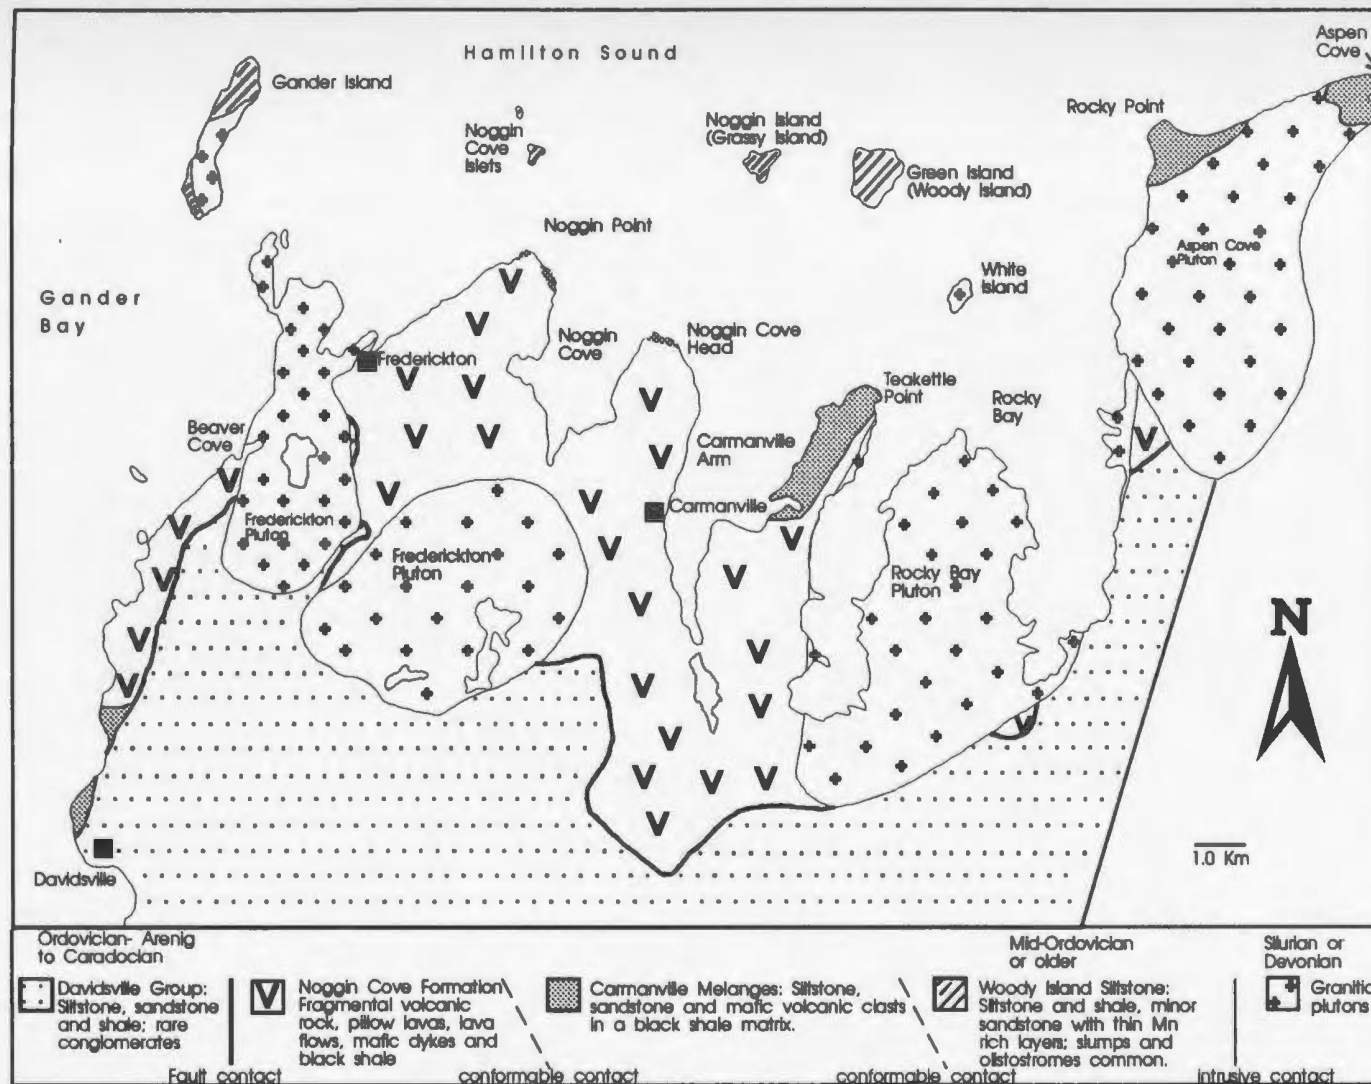 Hamilton Sound
Aspen
Cove
Gander Island
Rocky Point
Noggin
Cove
Islets
Noggin Island
(Grassy Island)
Green Island
(Woody Island)
Noggin Point
Aspen Cove
Pluton
White
Island
Gander
Bay
Noggin
Cove
Noggin Cove
Head
Frederickton
Teakettle
Point
Rocky
Bay
Beaver
Cove
Carmanville
Arm
Carmanville
Frederickton
Pluton
Frederickton
Pluton
Rocky Bay
Pluton
N
1.0 Km
Davidsville
Ordovician- Arenig
to Caradocian
Davidsville Group:
Siltstone, sandstone
and shale; rare
conglomerates
Fault contact
Noggin Cove Formation
Fragmental volcanic
rock, pillow lavas, lava
flows, mafic dykes and
black shale
conformable contact
Carmanville Melanges: Siltstone,
sandstone and mafic volcanic clasts
in a black shale matrix.
conformable contact
Mid-Ordovician
or older
Woody Island Siltstone:
Siltstone and shale, minor
sandstone with thin Mn
rich layers; slumps and
olistostromes common.
intrusive contact
Silurian or
Devonian
Granitic
plutons